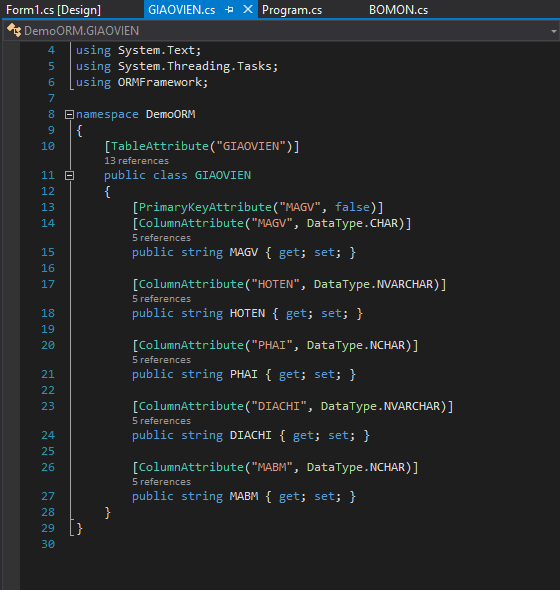 Form1.cs [Design] GIAOVIEN.cs Program.cs BOMON.cs
DemoORM.GIAOVIEN
4 using System.Text;
5 using System.Threading.Tasks;
6 using ORMFramework;
7
8 namespace DemoORM
9 {
10 [TableAttribute("GIAOVIEN")]
13 references
11 public class GIAOVIEN
12 {
13 [PrimaryKeyAttribute("MAGV", false)]
14 [ColumnAttribute("MAGV", DataType.CHAR)]
5 references
15 public string MAGV { get; set; }
16
17 [ColumnAttribute("HOTEN", DataType.NVARCHAR)]
5 references
18 public string HOTEN { get; set; }
19
20 [ColumnAttribute("PHAI", DataType.NCHAR)]
5 references
21 public string PHAI { get; set; }
22
23 [ColumnAttribute("DIACHI", DataType.NVARCHAR)]
5 references
24 public string DIACHI { get; set; }
25
26 [ColumnAttribute("MABM", DataType.NCHAR)]
5 references
27 public string MABM { get; set; }
28 }
29 }
30